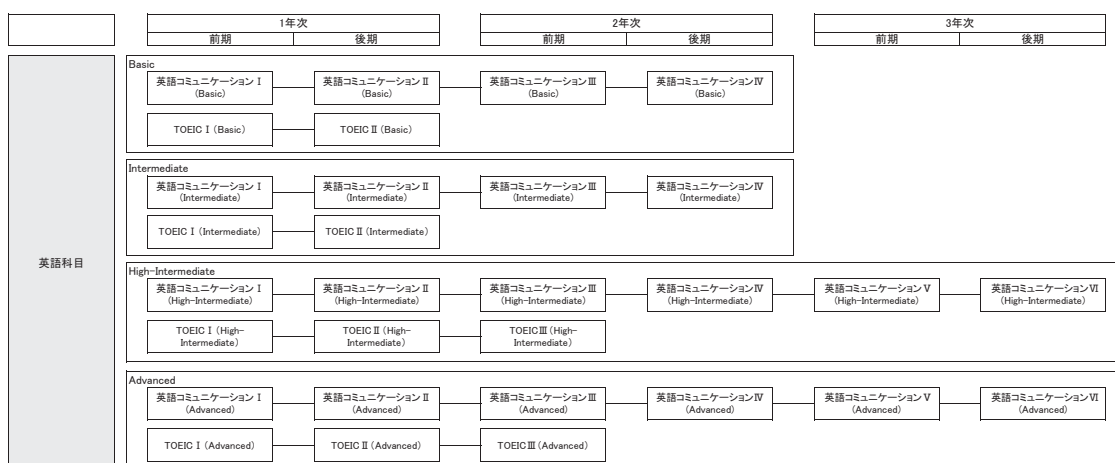 1年次
2年次
3年次
前期
後期
前期
後期
前期
後期
英語科目
Basic
英語コミュニケーションⅠ
(Basic)
英語コミュニケーションⅡ
(Basic)
英語コミュニケーションⅢ
(Basic)
英語コミュニケーションⅣ
(Basic)
TOEICⅠ(Basic)
TOEICⅡ(Basic)
Intermediate
英語コミュニケーションⅠ
(Intermediate)
英語コミュニケーションⅡ
(Intermediate)
英語コミュニケーションⅢ
(Intermediate)
英語コミュニケーションⅣ
(Intermediate)
TOEICⅠ(Intermediate)
TOEICⅡ(Intermediate)
High-Intermediate
英語コミュニケーションⅠ
(High-Intermediate)
英語コミュニケーションⅡ
(High-Intermediate)
英語コミュニケーションⅢ
(High-Intermediate)
英語コミュニケーションⅣ
(High-Intermediate)
英語コミュニケーションⅤ
(High-Intermediate)
英語コミュニケーションⅥ
(High-Intermediate)
TOEICⅠ(High-
Intermediate)
TOEICⅡ(High-
Intermediate)
TOEICⅢ(High-
Intermediate)
Advanced
英語コミュニケーションⅠ
(Advanced)
英語コミュニケーションⅡ
(Advanced)
英語コミュニケーションⅢ
(Advanced)
英語コミュニケーションⅣ
(Advanced)
英語コミュニケーションⅤ
(Advanced)
英語コミュニケーションⅥ
(Advanced)
TOEICⅠ(Advanced)
TOEICⅡ(Advanced)
TOEICⅢ(Advanced)